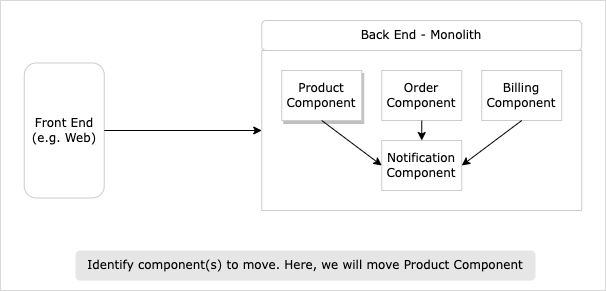 Back End - Monolith
Product
Component
Order
Component
Billing
Component
Front End
(e.g. Web)
Notification
Component
Identify component(s) to move. Here, we will move Product Component